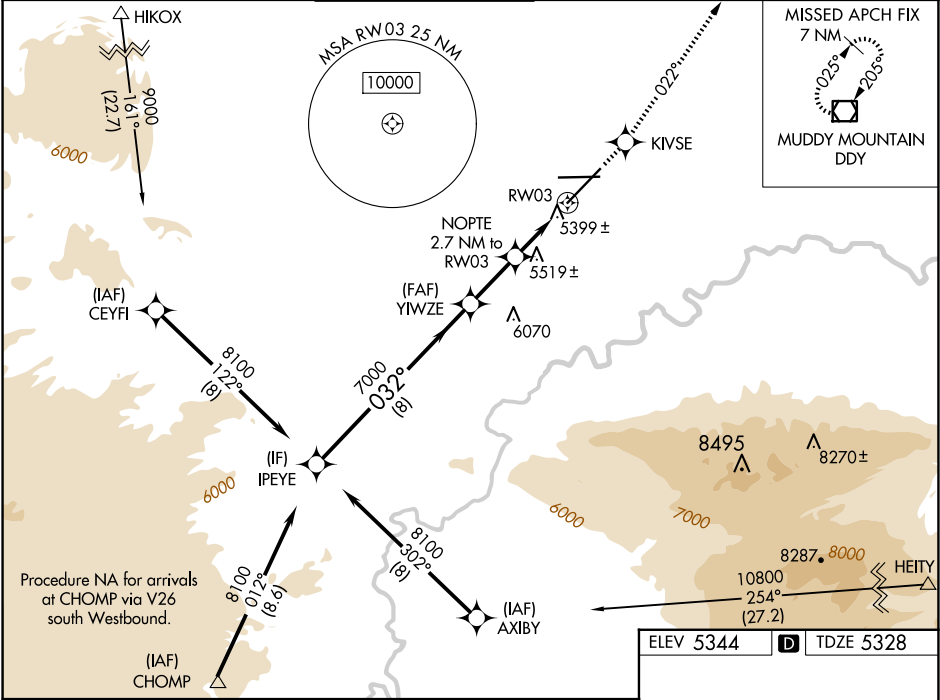 HIKOX
9000
161°
(22.7)
6000
MSA RW03 25 NM
10000
022°
KIVSE
MISSED APCH FIX
7 NM
025°
205°
MUDDY MOUNTAIN
DDY
RW03
5399 ±
NOPTE
2.7 NM to
RW03
5519 ±
(FAF)
YIWZE
6070
(IAF)
CEYFI
8100
122°
(8)
7000
032°
(8)
(IF)
IPEYE
6000
8495
8270 ±
6000
7000
8287
8000
HEITY
10800
254°
(27.2)
8100
302°
(8)
(IAF)
AXIBY
8100
012°
(8.6)
Procedure NA for arrivals
at CHOMP via V26
south Westbound.
(IAF)
CHOMP
ELEV 5344 D TDZE 5328